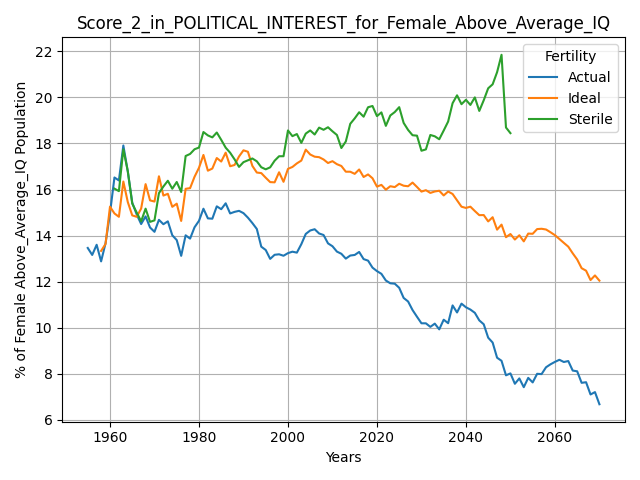 Score_2_in_POLITICAL_INTEREST_for_Female_Above_Average_IQ
% of Female Above_Average_IQ Population
22
20
18
16
14
12
10
8
6
Fertility
Actual
Ideal
Sterile
1960
1980
2000
2020
2040
2060
Years